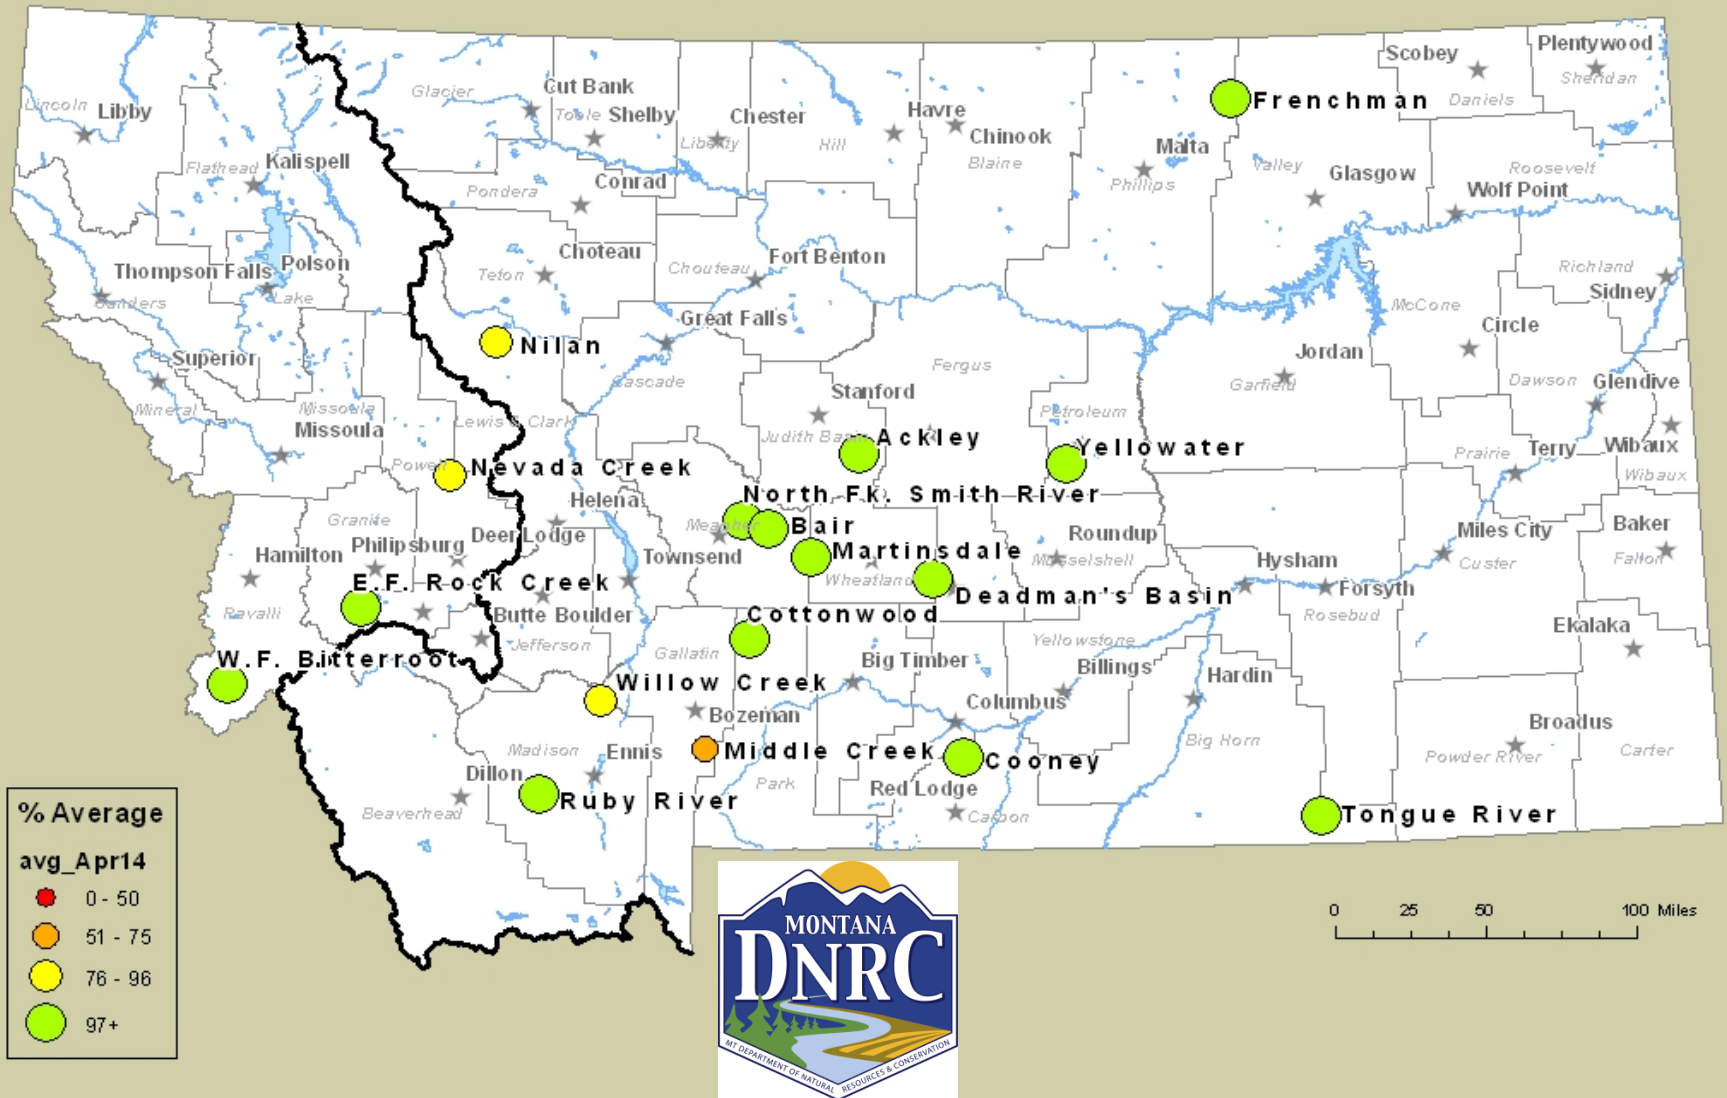 Plentywood
Scobey
Sheridan
Daniels
Cut Bank
Glacier
Toole
Shelby
Chester
Liberty
Havre
Hill
Chinook
Blaine
Frenchman
Lincoln
Libby
Flathead
Kalispell
Pondera
Conrad
Malta
Phillips
Valley
Glasgow
Roosevelt
Wolf Point
Choteau
Teton
Chouteau
Fort Benton
Thompson Falls
Polson
Sanders
Lake
Richland
Sidney
McCone
Circle
Great Falls
Nilan
Superior
Jordan
Garfield
Fergus
Cascade
Stanford
Dawson
Glendive
Mineral
Missoula
Missoula
Lewis & Clark
Judith Basin
Ackley
Petroleum
Yellowater
Prairie
Terry
Wibaux
Wibaux
Powell
Nevada Creek
Helena
North Fk. Smith River
Meagher
Bair
Granite
Philipsburg
Deer Lodge
Hamilton
Townsend
Martinsdale
Wheatland
Roundup
Musselshell
Miles City
Custer
Baker
Fallon
Hysham
Forsyth
Rosebud
E.F. Rock Creek
Deadman's Basin
Ravalli
Butte Boulder
Jefferson
Cottonwood
Ekalaka
W.F. Bitterroot
Gallatin
Yellowstone
Big Timber
Billings
Hardin
Willow Creek
Bozeman
Columbus
Broadus
Madison
Ennis
Middle Creek
Cooney
Big Horn
Powder River
Carter
Dillon
Beaverhead
Ruby River
Park
Red Lodge
Carbon
Tongue River
% Average
avg_Apr14
0 - 50
51 - 75
76 - 96
97+
0 25 50 100 Miles
MONTANA
DNRC
MT DEPARTMENT OF NATURAL RESOURCES & CONSERVATION